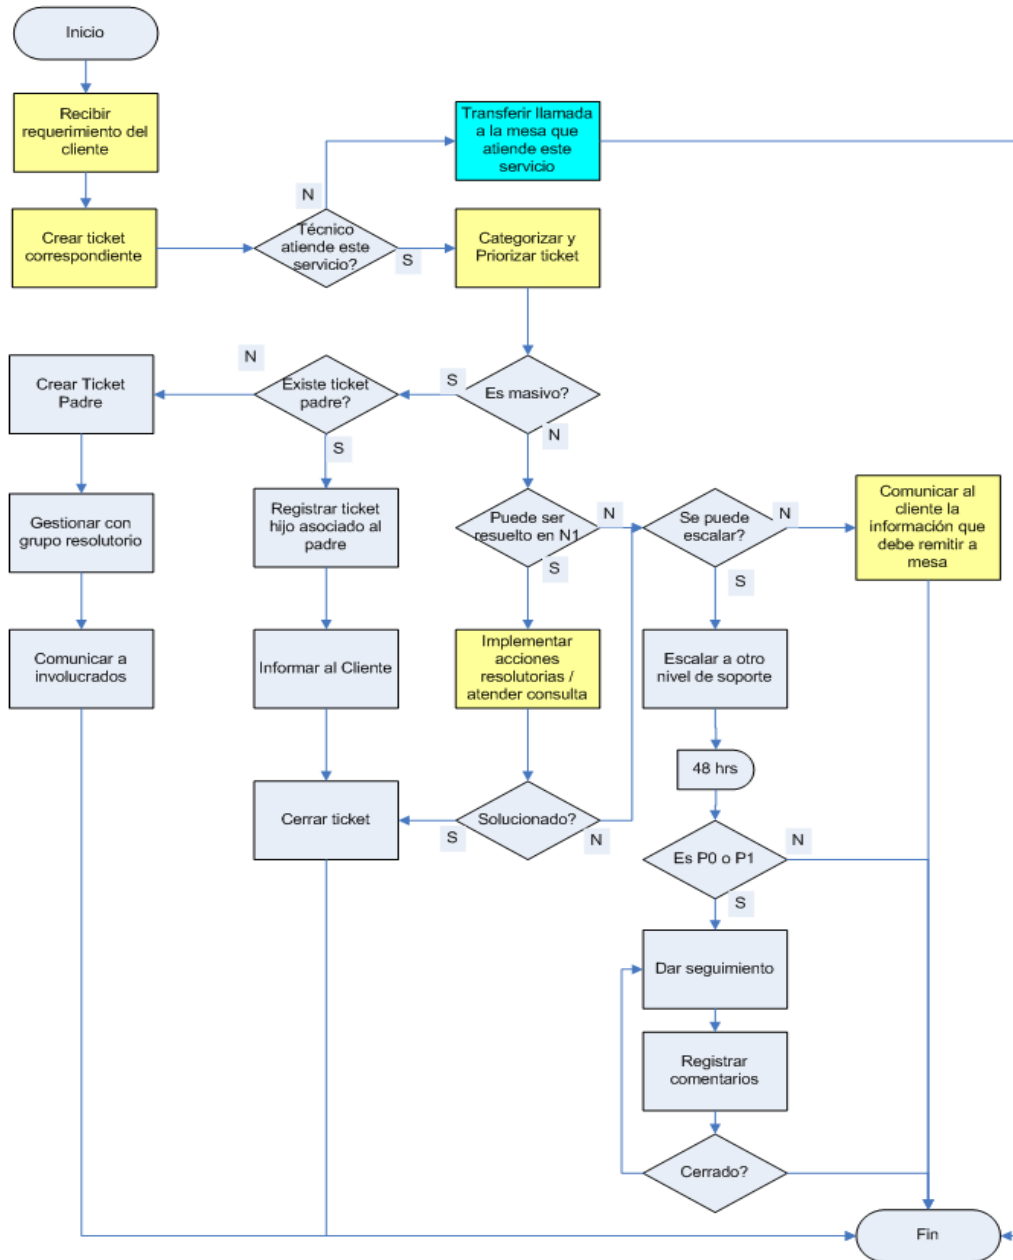 Inicio
Recibir
requerimiento del
cliente
Transferir llamada
a la mesa que
atiende este
servicio
N
Crear ticket
correspondiente
Técnico
atiende este
servicio?
S
Categorizar y
Priorizar ticket
N
Crear Ticket
Padre
Existe ticket
padre?
S
Es masivo?
S
N
Gestionar con
grupo resolutorio
Registrar ticket
hijo asociado al
padre
Puede ser
resuelto en N1
N
Se puede
escalar?
N
Comunicar al
cliente la
información que
debe remitir a
mesa
S
S
Comunicar a
involucrados
Informar al Cliente
Implementar
acciones
resolutorias /
atender consulta
Escalar a otro
nivel de soporte
48 hrs
Cerrar ticket
S
Solucionado?
N
Es P0 o P1
N
S
Dar seguimiento
Registrar
comentarios
Cerrado?
Fin